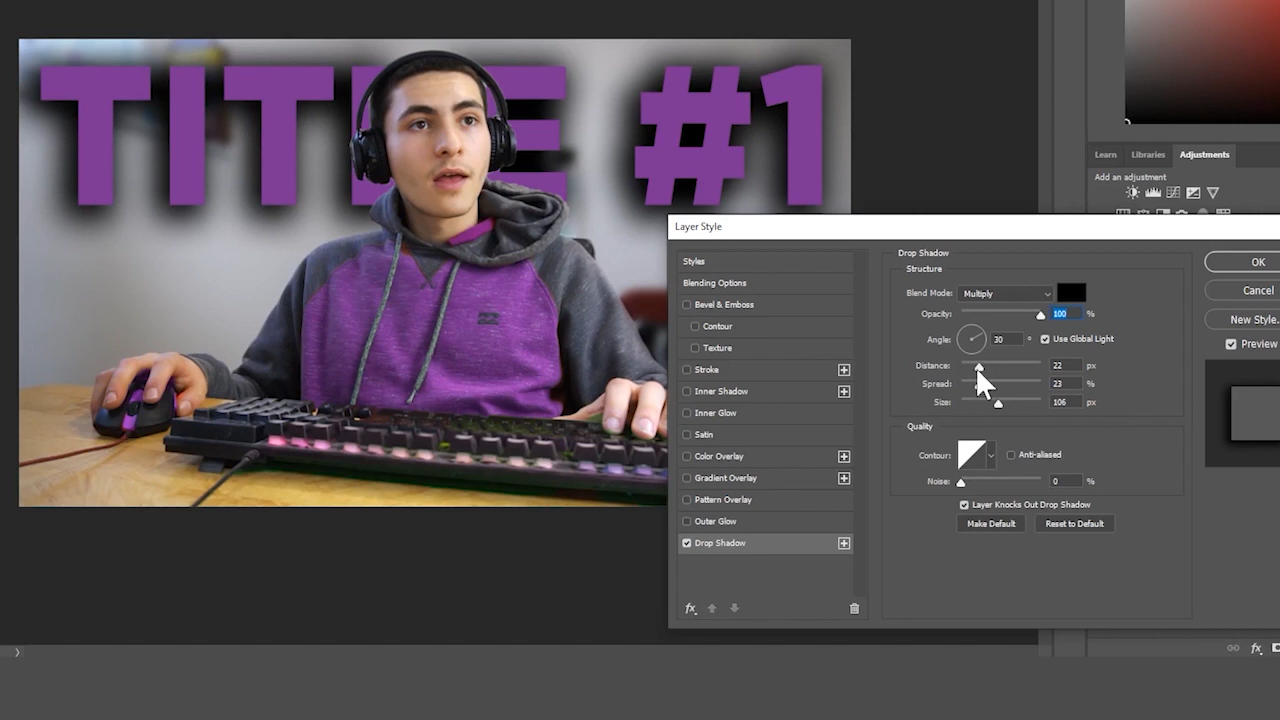 TITLE #1
Learn Libraries Adjustments
Add an adjustment
Layer Style
Styles
Blending Options
Bevel & Emboss
Contour
Texture
Stroke
Inner Shadow
Inner Glow
Satin
Color Overlay
Gradient Overlay
Pattern Overlay
Outer Glow
Drop Shadow
fx
Drop Shadow
Structure
Blend Mode: Multiply
Opacity: 100 %
Angle: 30 ° Use Global Light
Distance: 22 px
Spread: 23 %
Size: 106 px
Quality
Contour: Anti-aliased
Noise: 0 %
Layer Knocks Out Drop Shadow
Make Default Reset to Default
OK
Cancel
New Style.
Preview
fx